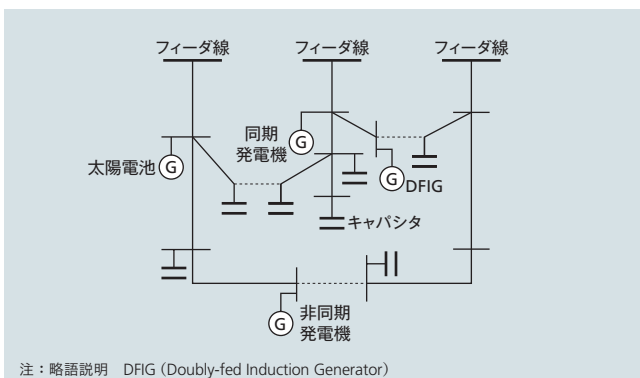 フィーダ線 フィーダ線 フィーダ線
同期
発電機
G
太陽電池 G
G DFIG
キャパシタ
G
非同期
発電機
注：略語説明　DFIG（Doubly-fed Induction Generator）